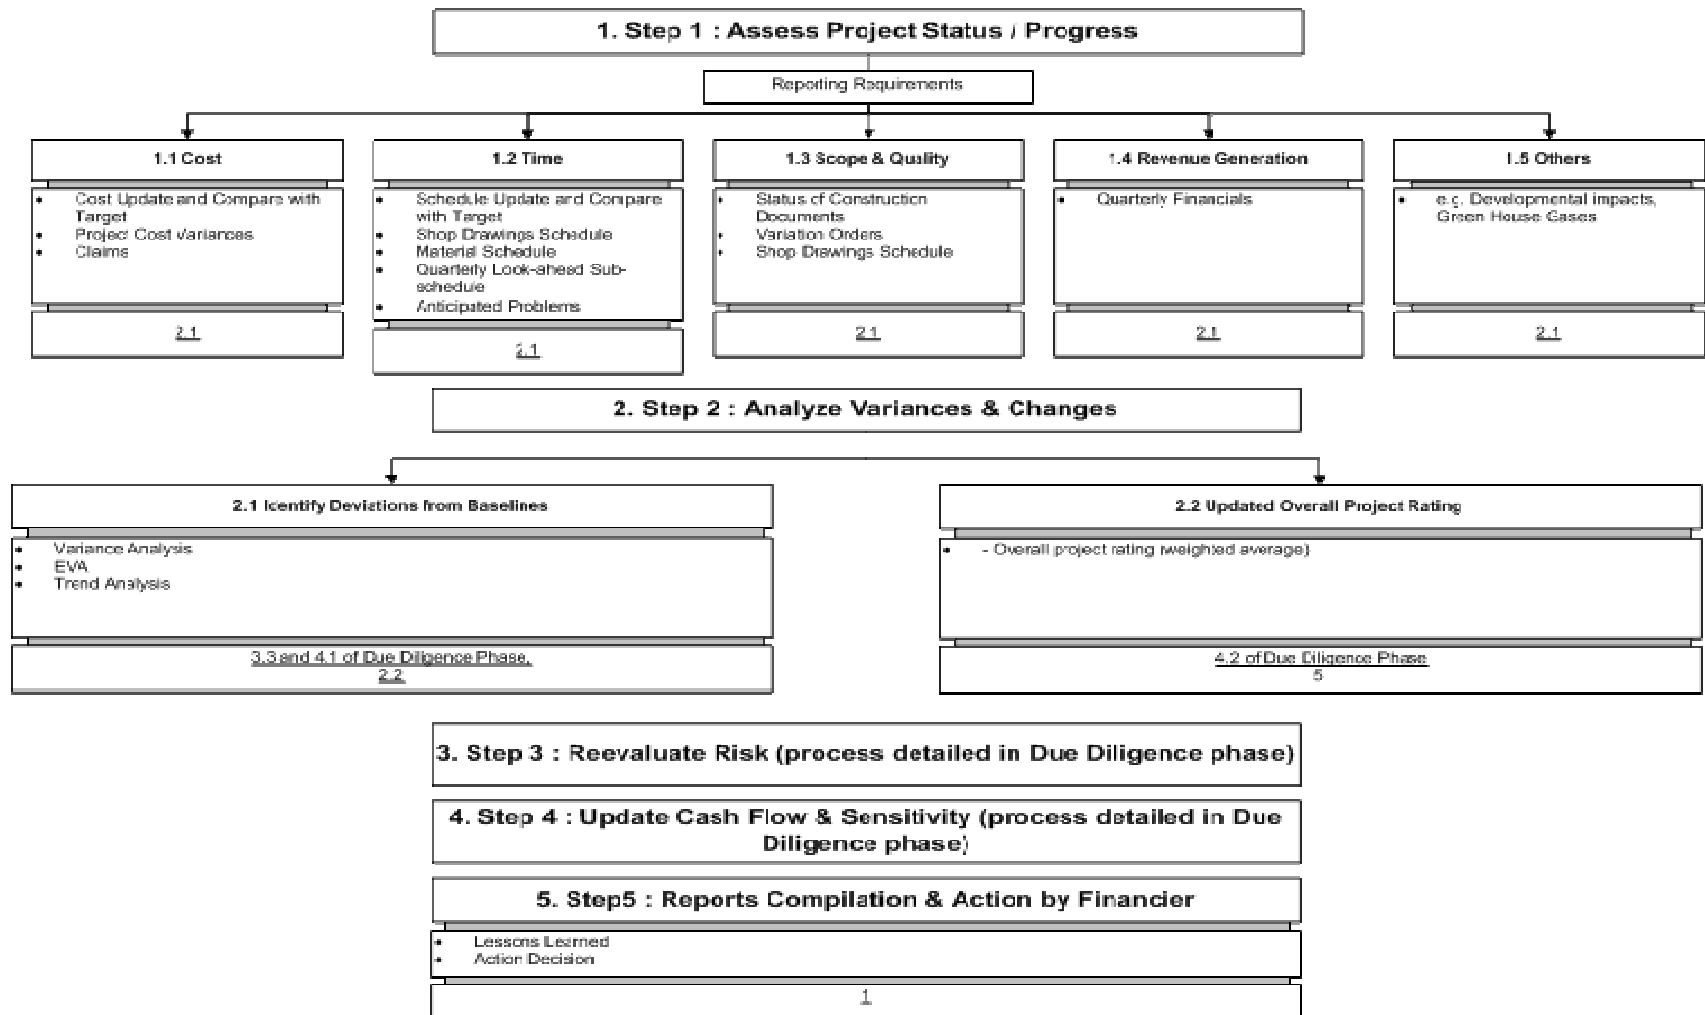 1. Step 1 : Assess Project Status / Progress
Reporting Requirements
1.1 Cost
• Cost Update and Compare with
Target
• Project Cost Variances
• Claims
2.1
1.2 Time
• Schedule Update and Compare
with Target
• Shop Drawings Schedule
• Material Schedule
• Quarterly Look-ahead Sub-
schedule
• Anticipated Problems
2.1
1.3 Scope & Quality
• Status of Construction
Documents
• Variation Orders
• Shop Drawings Schedule
2.1
1.4 Revenue Generation
• Quarterly Financials
2.1
1.5 Others
• e.g. Developmental impacts,
Green House Gases
2.1
2. Step 2 : Analyze Variances & Changes
2.1 Identify Deviations from Baselines
• Variance Analysis
• EVA
• Trend Analysis
3.3 and 4.1 of Due Diligence Phase,
2.2
2.2 Updated Overall Project Rating
• - Overall project rating (weighted average)
4.2 of Due Diligence Phase
5
3. Step 3 : Reevaluate Risk (process detailed in Due Diligence phase)
4. Step 4 : Update Cash Flow & Sensitivity (process detailed in Due
Diligence phase)
5. Step5 : Reports Compilation & Action by Financier
• Lessons Learned
• Action Decision
1